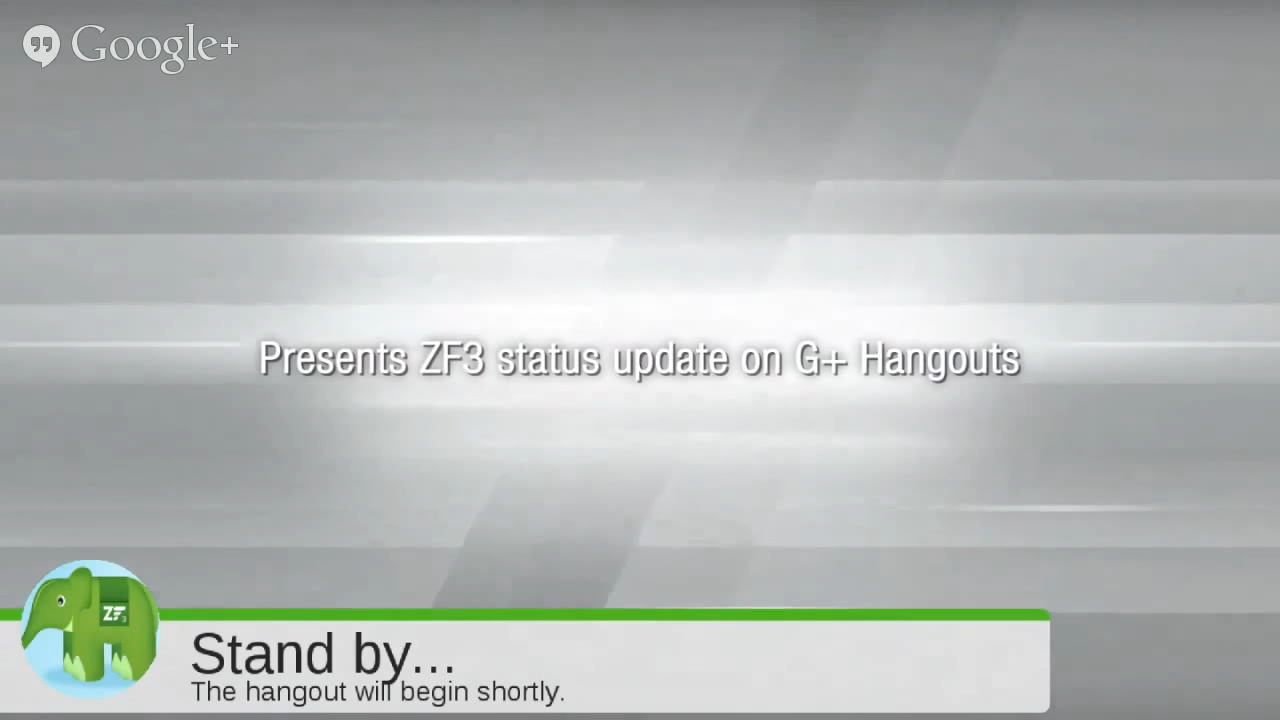 Google+
Presents ZF3 status update on G+ Hangouts
ZF3
Stand by...
The hangout will begin shortly.